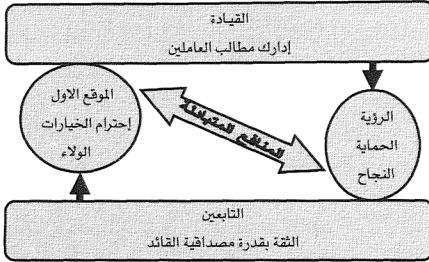 القيادة
إدارك مطالب العاملين
الموقع الاول
إحترام الخيارات
الولاء
المنافع المتبادلة
الرؤية
الحماية
النجاح
التابعين
الثقة بقدرة مصداقية القائد